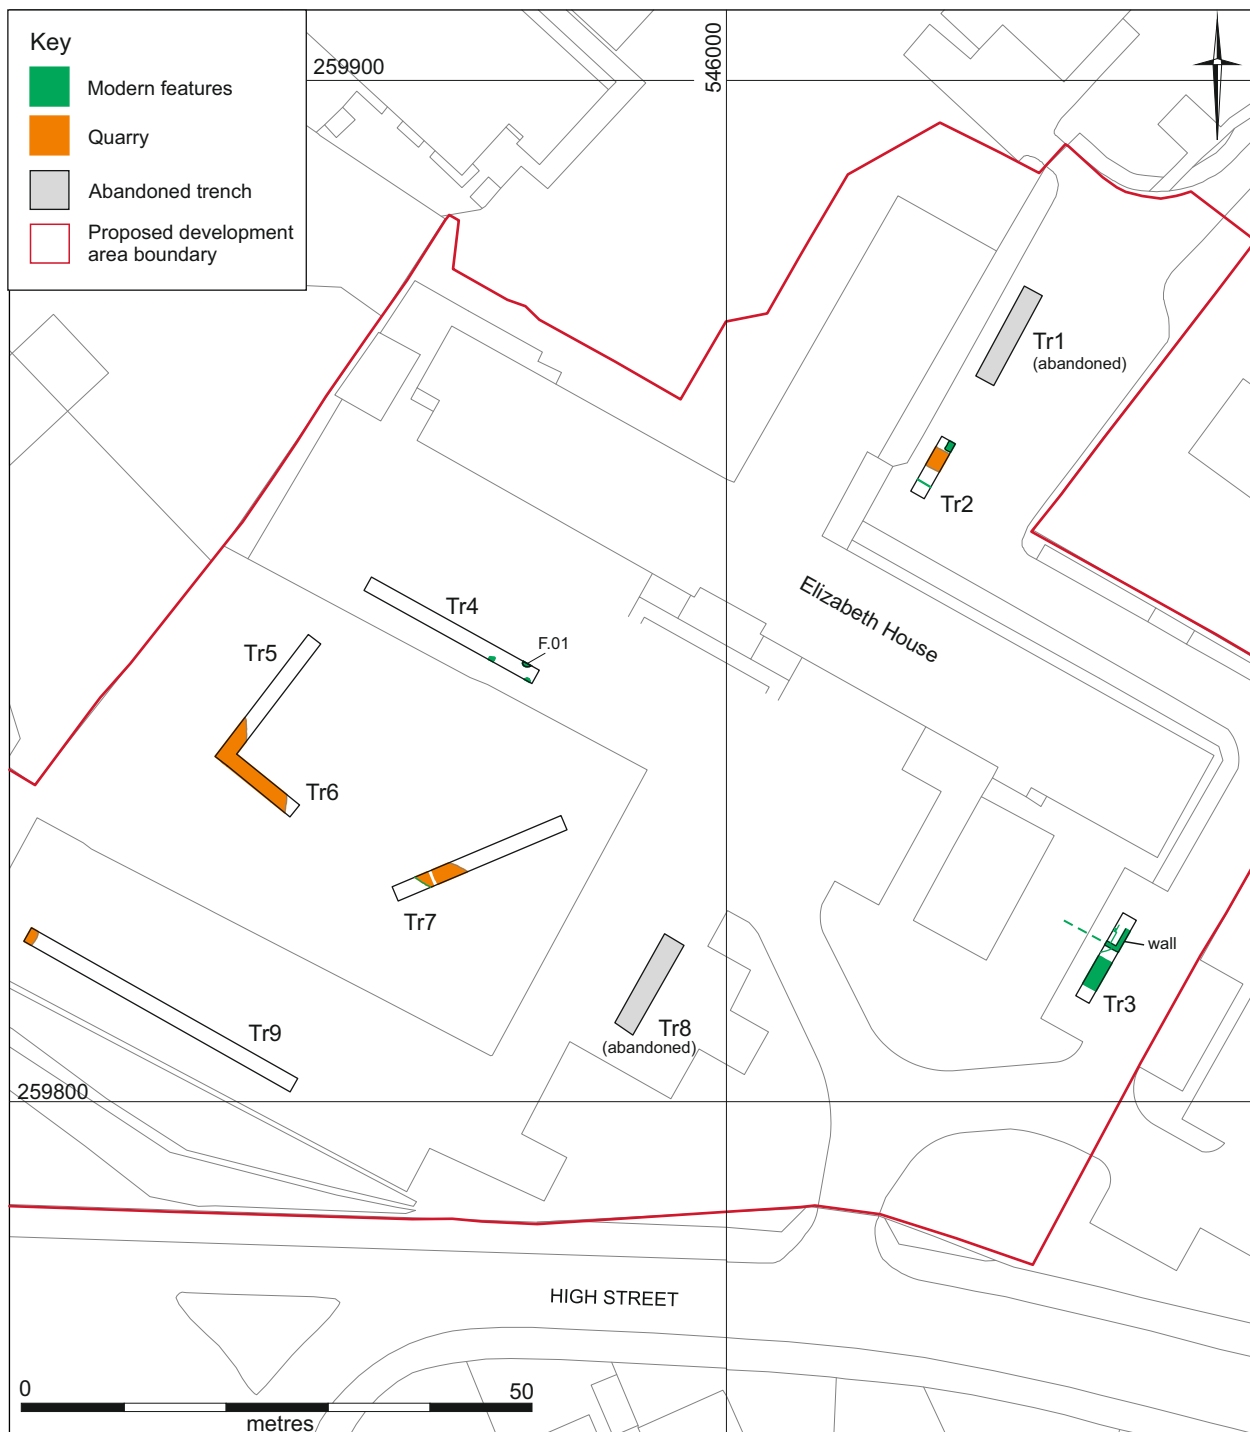 Key
Modern features
Quarry
Abandoned trench
Proposed development
area boundary
259900
546000
Tr1
(abandoned)
Tr2
Elizabeth House
Tr4
F.01
Tr5
Tr6
Tr7
wall
Tr3
Tr8
(abandoned)
Tr9
259800
HIGH STREET
0
50
metres